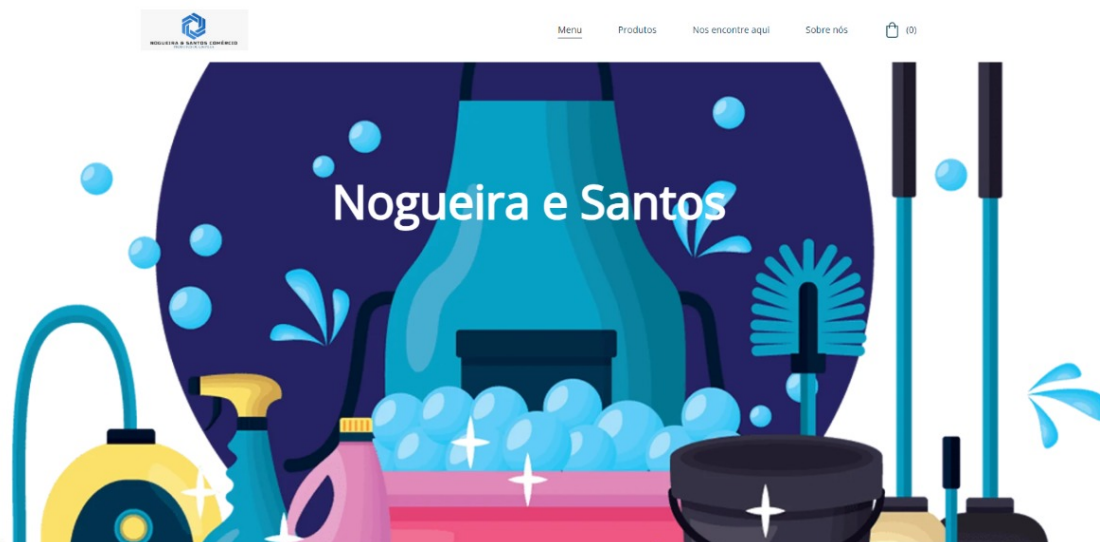 NOGUEIRA & SANTOS COMÉRCIO
Menu
Produtos
Nos encontre aqui
Sobre nós
(0)
Nogueira e Santos